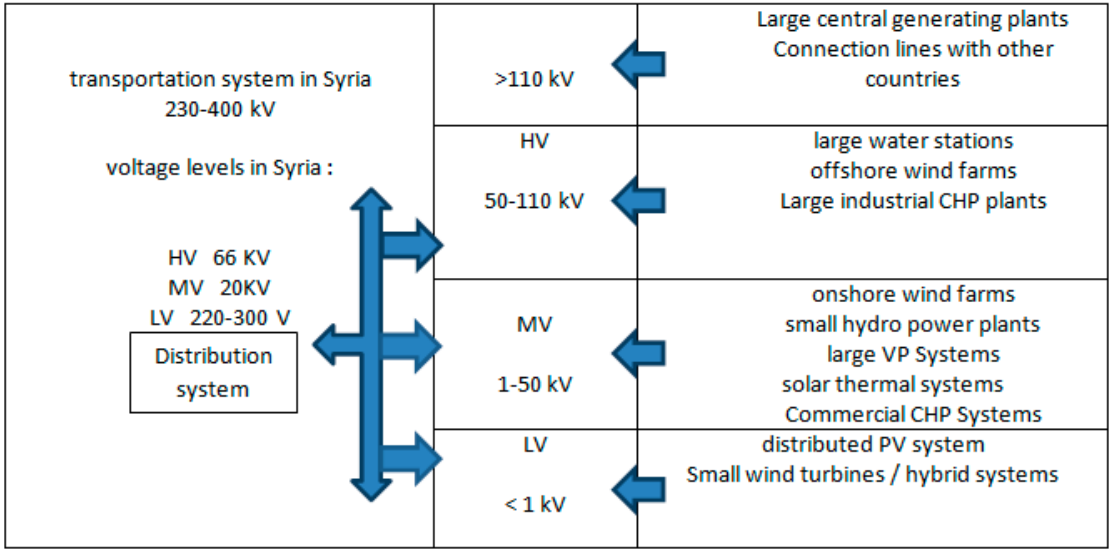 transportation system in Syria
230-400 kV
voltage levels in Syria :
HV 66 KV
MV 20KV
LV 220-300 V
Distribution
system
>110 kV
Large central generating plants
Connection lines with other
countries
HV
50-110 kV
large water stations
offshore wind farms
Large industrial CHP plants
MV
1-50 kV
onshore wind farms
small hydro power plants
large VP Systems
solar thermal systems
Commercial CHP Systems
LV
< 1 kV
distributed PV system
Small wind turbines / hybrid systems